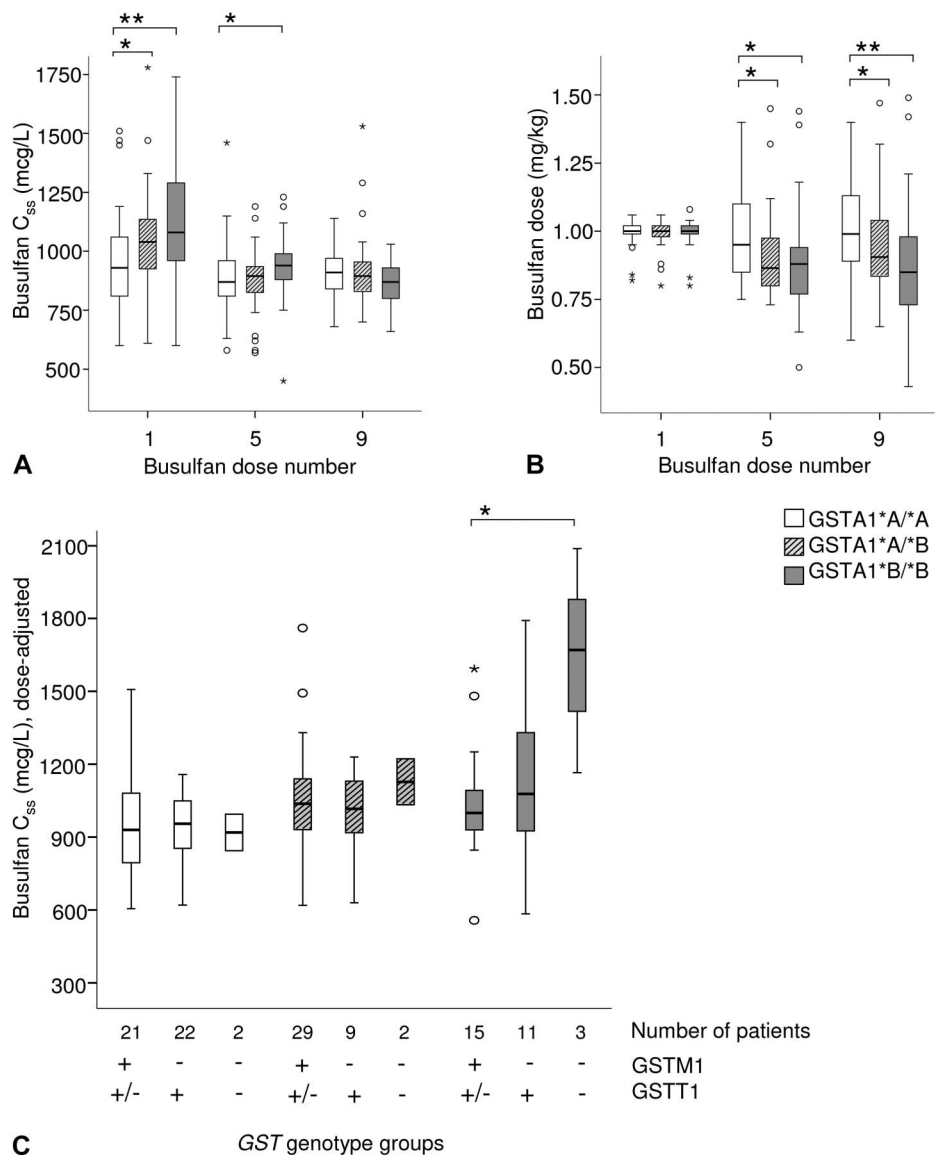 ** *
* *
*
* **
*
1750
1500
1250
1000
750
500
Busulfan Css (mcg/L)
1 5 9
Busulfan dose number
A
1.50
1.25
1.00
0.75
0.50
Busulfan dose (mg/kg)
1 5 9
Busulfan dose number
B
GSTA1*A/*A
GSTA1*A/*B
GSTA1*B/*B
*
2100
1800
1500
1200
900
600
300
Busulfan Css (mcg/L), dose-adjusted
21 22 2 29 9 2 15 11 3 Number of patients
+ - - + - - + - - GSTM1
+/- + - +/- + - +/- + - GSTT1
C GST genotype groups